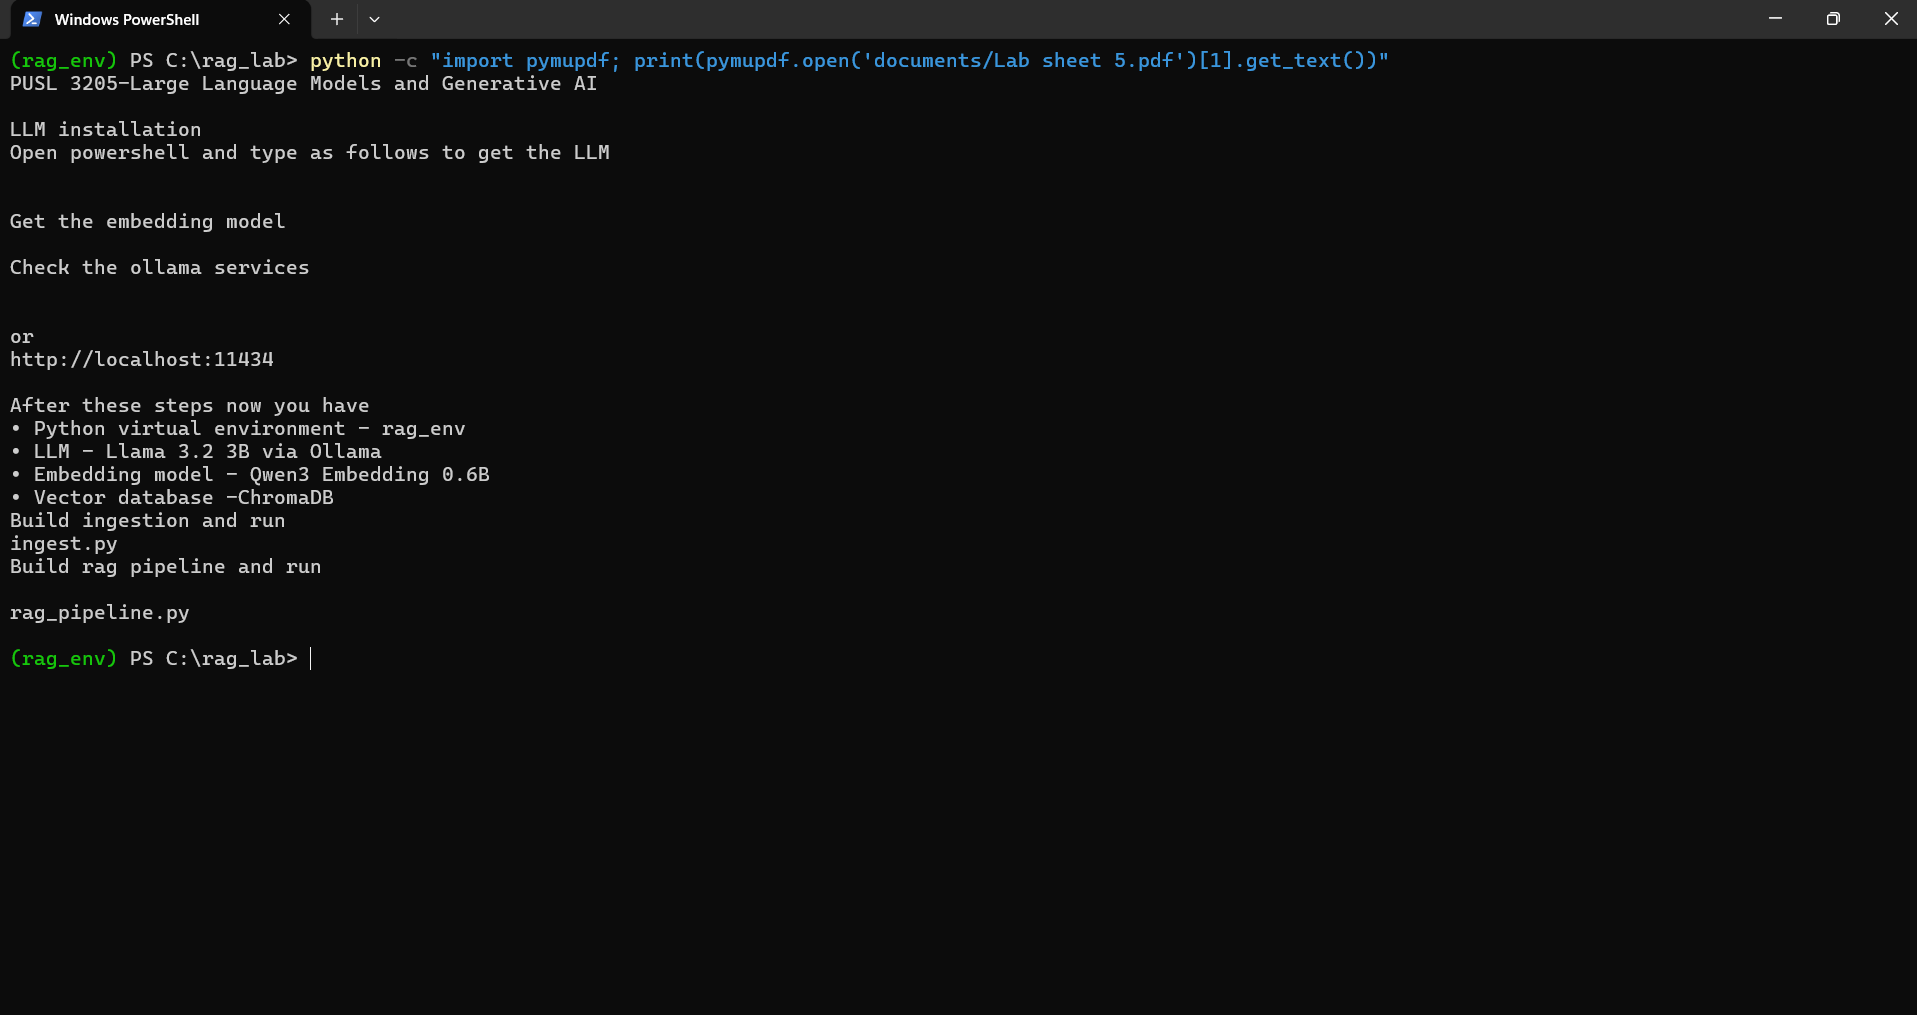 Windows PowerShell
(rag_env) PS C:\rag_lab> python -c "import pymupdf; print(pymupdf.open('documents/Lab sheet 5.pdf')[1].get_text())"
PUSL 3205-Large Language Models and Generative AI
LLM installation
Open powershell and type as follows to get the LLM
Get the embedding model
Check the ollama services
or
http://localhost:11434
After these steps now you have
• Python virtual environment - rag_env
• LLM - Llama 3.2 3B via Ollama
• Embedding model - Qwen3 Embedding 0.6B
• Vector database -ChromaDB
Build ingestion and run
ingest.py
Build rag pipeline and run
rag_pipeline.py
(rag_env) PS C:\rag_lab>